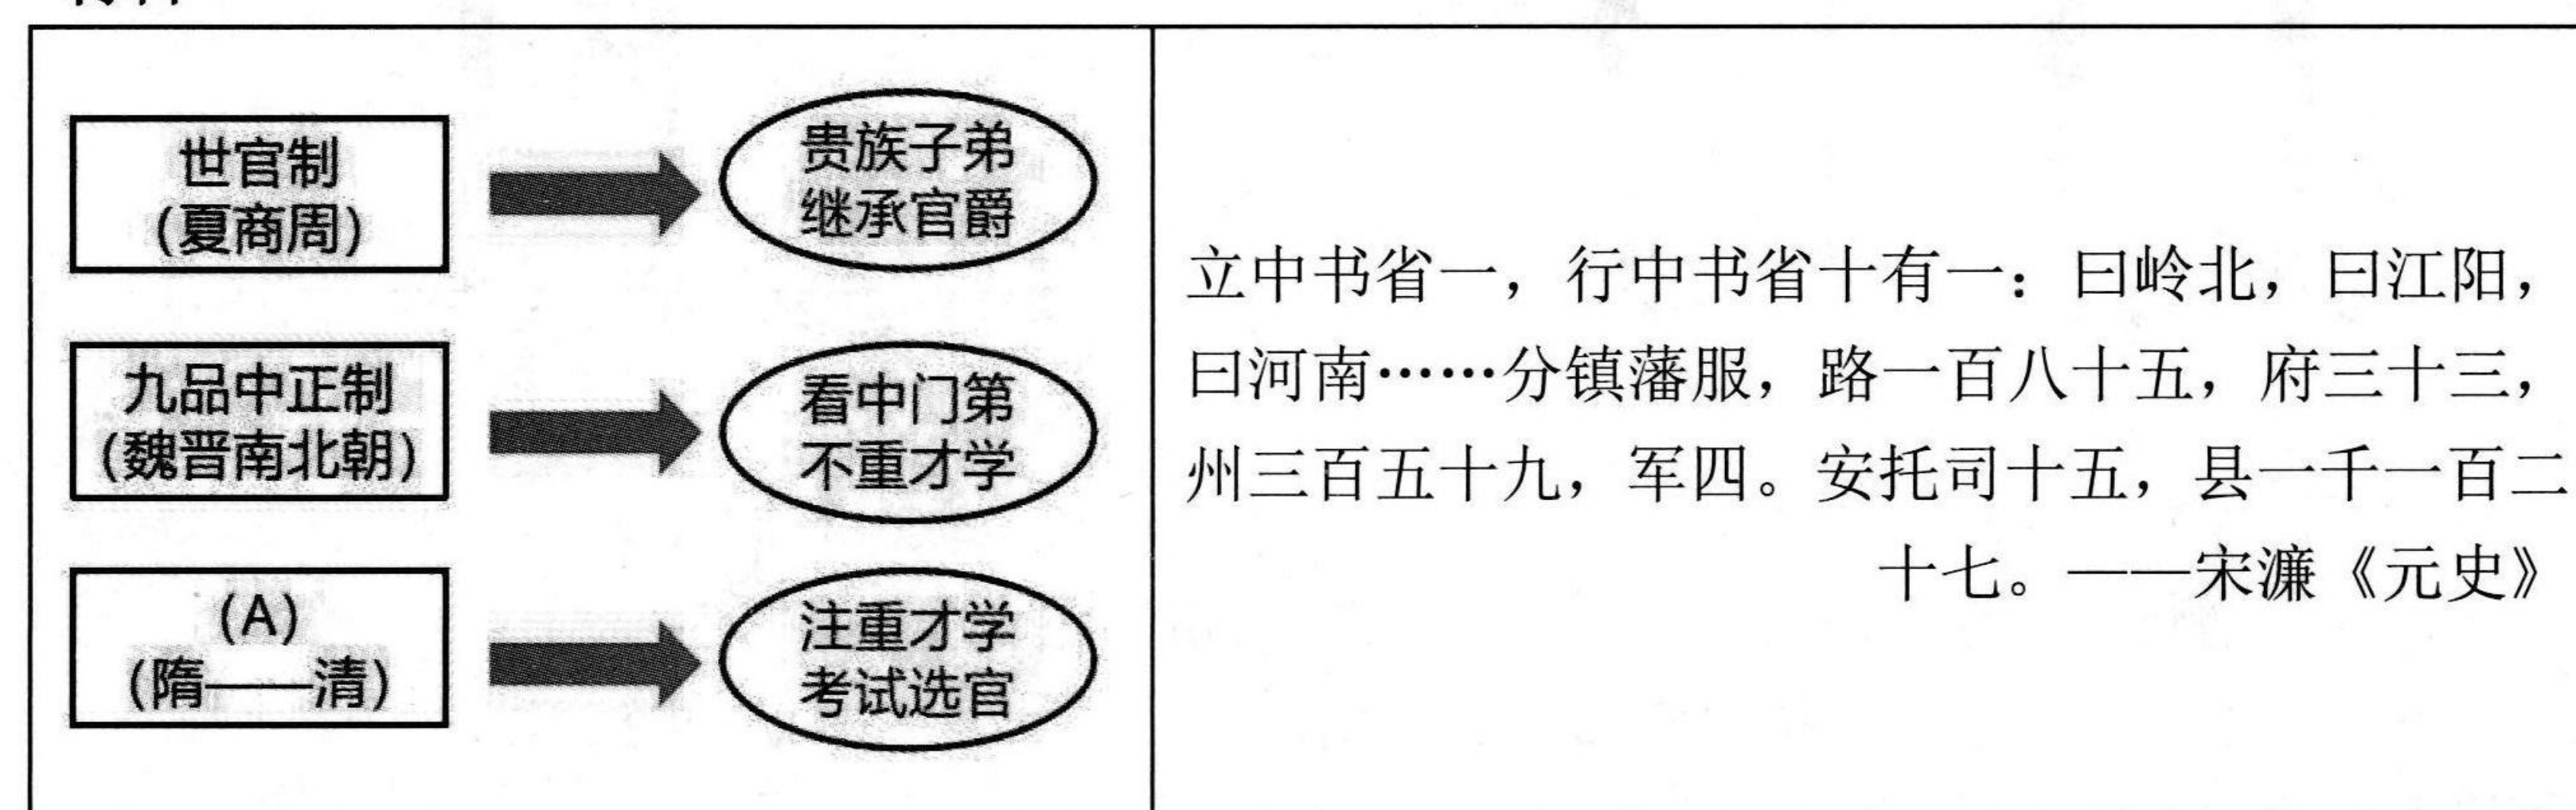 世官制
(夏商周)
贵族子弟
继承官爵
九品中正制
(魏晋南北朝)
看中门第
不重才学
(A)
(隋——清)
注重才学
考试选官
立中书省一，行中书省十有一：曰岭北，曰江阳，
曰河南……分镇藩服，路一百八十五，府三十三，
州三百五十九，军四。安托司十五，县一千一百二
十七。——宋濂《元史》